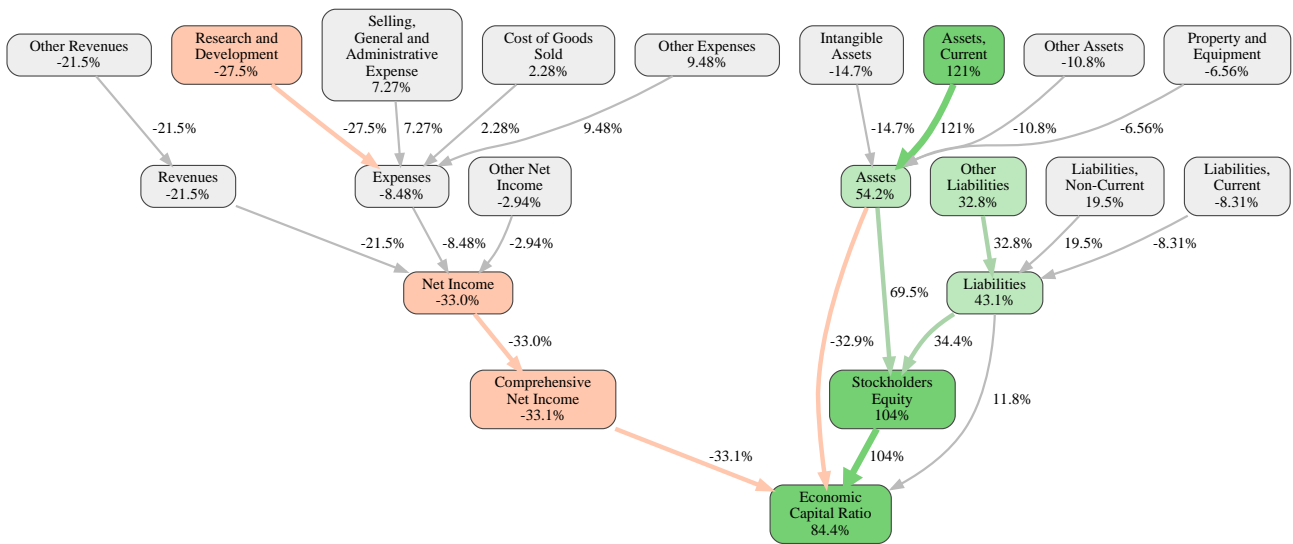 Other Revenues
-21.5%
Research and
Development
-27.5%
Selling,
General and
Administrative
Expense
7.27%
Cost of Goods
Sold
2.28%
Other Expenses
9.48%
Intangible
Assets
-14.7%
Assets,
Current
121%
Other Assets
-10.8%
Property and
Equipment
-6.56%
-21.5%
-27.5%
7.27%
2.28%
9.48%
-14.7%
121%
-10.8%
-6.56%
Revenues
-21.5%
Expenses
-8.48%
Other Net
Income
-2.94%
Assets
54.2%
Other
Liabilities
32.8%
Liabilities,
Non-Current
19.5%
Liabilities,
Current
-8.31%
-21.5%
-8.48%
-2.94%
32.8%
19.5%
-8.31%
Net Income
-33.0%
69.5%
Liabilities
43.1%
-33.0%
-32.9%
34.4%
Comprehensive
Net Income
-33.1%
Stockholders
Equity
104%
11.8%
-33.1%
104%
Economic
Capital Ratio
84.4%